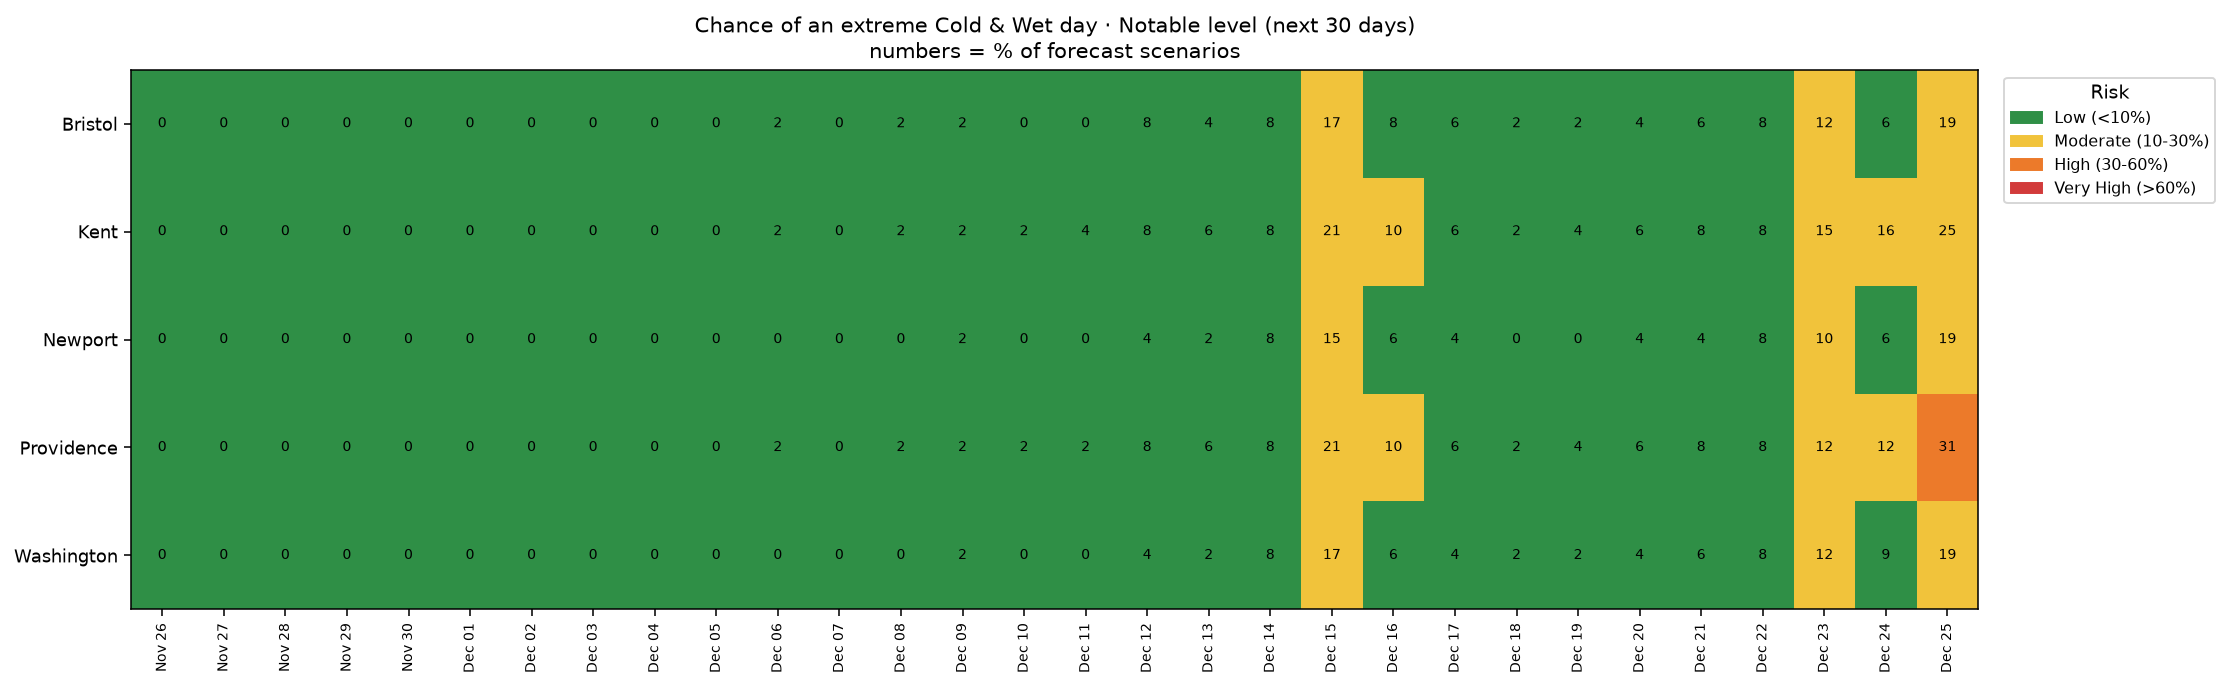 Chance of an extreme Cold & Wet day · Notable level (next 30 days)
numbers = % of forecast scenarios
Risk
Low (<10%)
Moderate (10-30%)
High (30-60%)
Very High (>60%)
Bristol 0 0 0 0 0 0 0 0 0 0 2 0 2 2 0 0 8 4 8 17 8 6 2 2 4 6 8 12 6 19
Kent 0 0 0 0 0 0 0 0 0 0 2 0 2 2 2 4 8 6 8 21 10 6 2 4 6 8 8 15 16 25
Newport 0 0 0 0 0 0 0 0 0 0 0 0 0 2 0 0 4 2 8 15 6 4 0 0 4 4 8 10 6 19
Providence 0 0 0 0 0 0 0 0 0 0 2 0 2 2 2 2 8 6 8 21 10 6 2 4 6 8 8 12 12 31
Washington 0 0 0 0 0 0 0 0 0 0 0 0 0 2 0 0 4 2 8 17 6 4 2 2 4 6 8 12 9 19
Nov 26 Nov 27 Nov 28 Nov 29 Nov 30 Dec 01 Dec 02 Dec 03 Dec 04 Dec 05 Dec 06 Dec 07 Dec 08 Dec 09 Dec 10 Dec 11 Dec 12 Dec 13 Dec 14 Dec 15 Dec 16 Dec 17 Dec 18 Dec 19 Dec 20 Dec 21 Dec 22 Dec 23 Dec 24 Dec 25